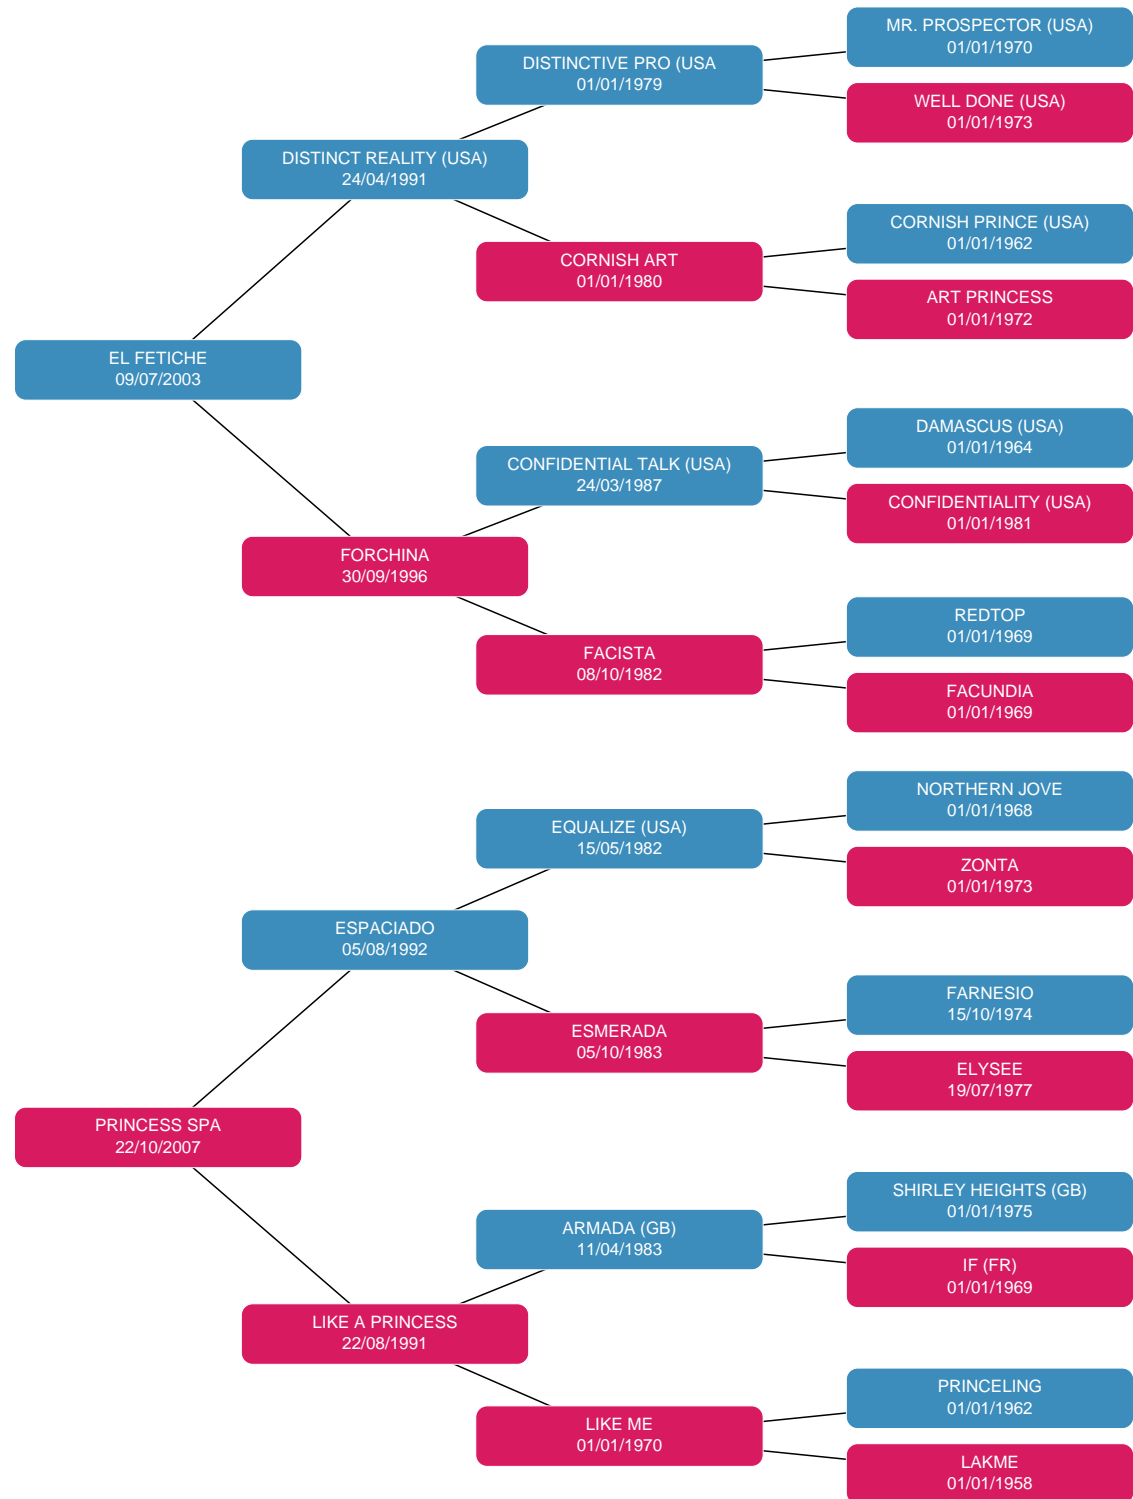 MR. PROSPECTOR (USA)
01/01/1970
DISTINCTIVE PRO (USA
01/01/1979
WELL DONE (USA)
01/01/1973
DISTINCT REALITY (USA)
24/04/1991
CORNISH PRINCE (USA)
01/01/1962
CORNISH ART
01/01/1980
ART PRINCESS
01/01/1972
EL FETICHE
09/07/2003
DAMASCUS (USA)
01/01/1964
CONFIDENTIAL TALK (USA)
24/03/1987
CONFIDENTIALITY (USA)
01/01/1981
FORCHINA
30/09/1996
REDTOP
01/01/1969
FACISTA
08/10/1982
FACUNDIA
01/01/1969
NORTHERN JOVE
01/01/1968
EQUALIZE (USA)
15/05/1982
ZONTA
01/01/1973
ESPACIADO
05/08/1992
FARNESIO
15/10/1974
ESMERADA
05/10/1983
ELYSEE
19/07/1977
PRINCESS SPA
22/10/2007
SHIRLEY HEIGHTS (GB)
01/01/1975
ARMADA (GB)
11/04/1983
IF (FR)
01/01/1969
LIKE A PRINCESS
22/08/1991
PRINCELING
01/01/1962
LIKE ME
01/01/1970
LAKME
01/01/1958